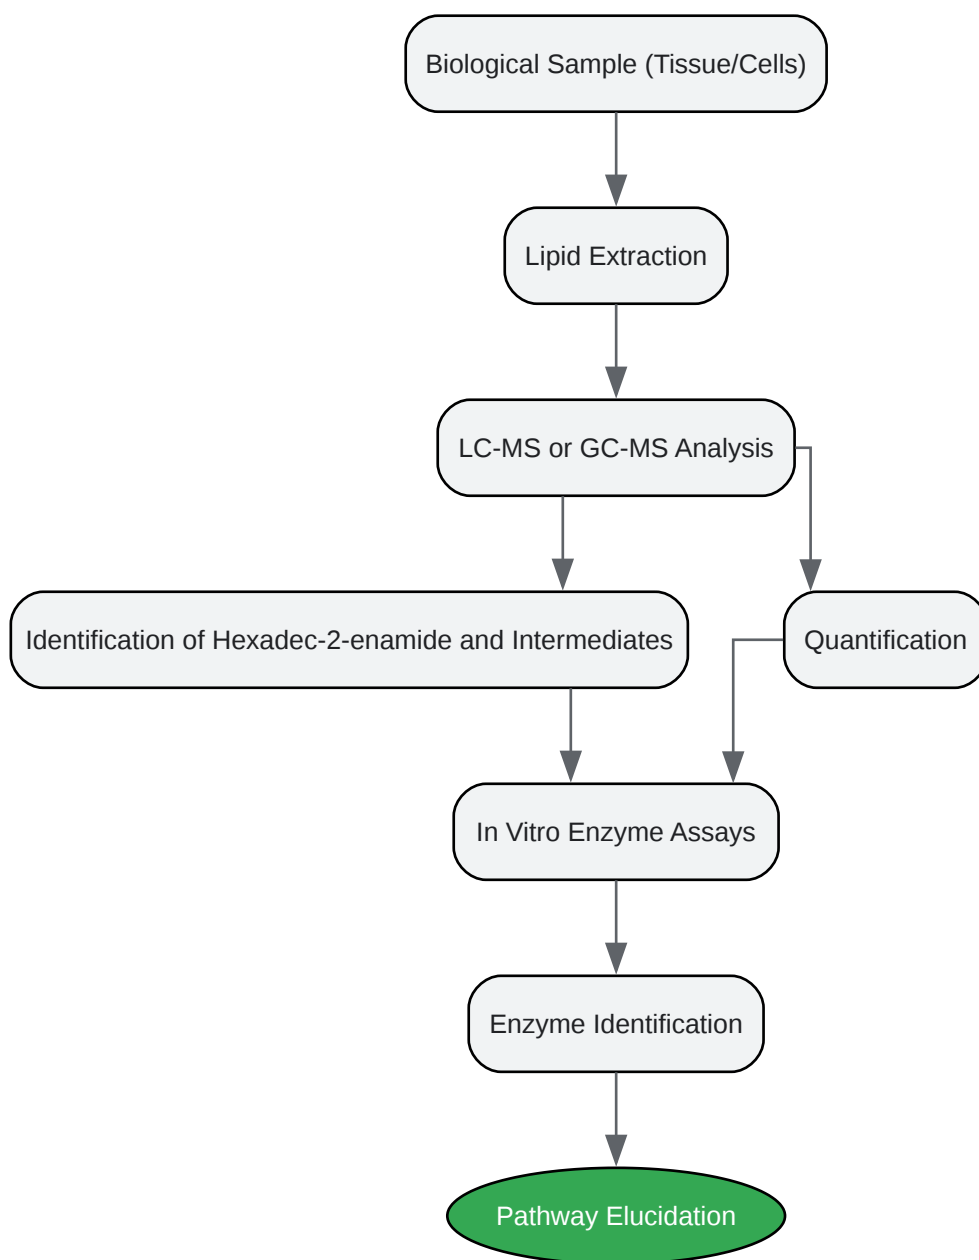 Biological Sample (Tissue/Cells)
Lipid Extraction
LC-MS or GC-MS Analysis
Identification of Hexadec-2-enamide and Intermediates
Quantification
In Vitro Enzyme Assays
Enzyme Identification
Pathway Elucidation